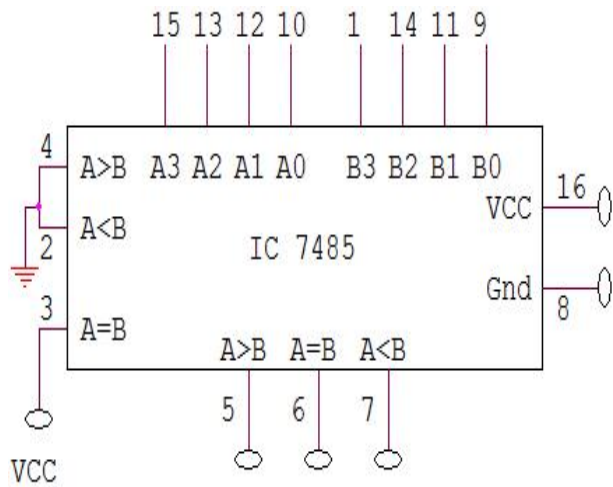 15 13 12 10 1 14 11 9
4 A>B A3 A2 A1 A0 B3 B2 B1 B0
16
VCC
2 A<B
IC 7485
Gnd
8
3 A=B
A>B A=B A<B
5 6 7
VCC